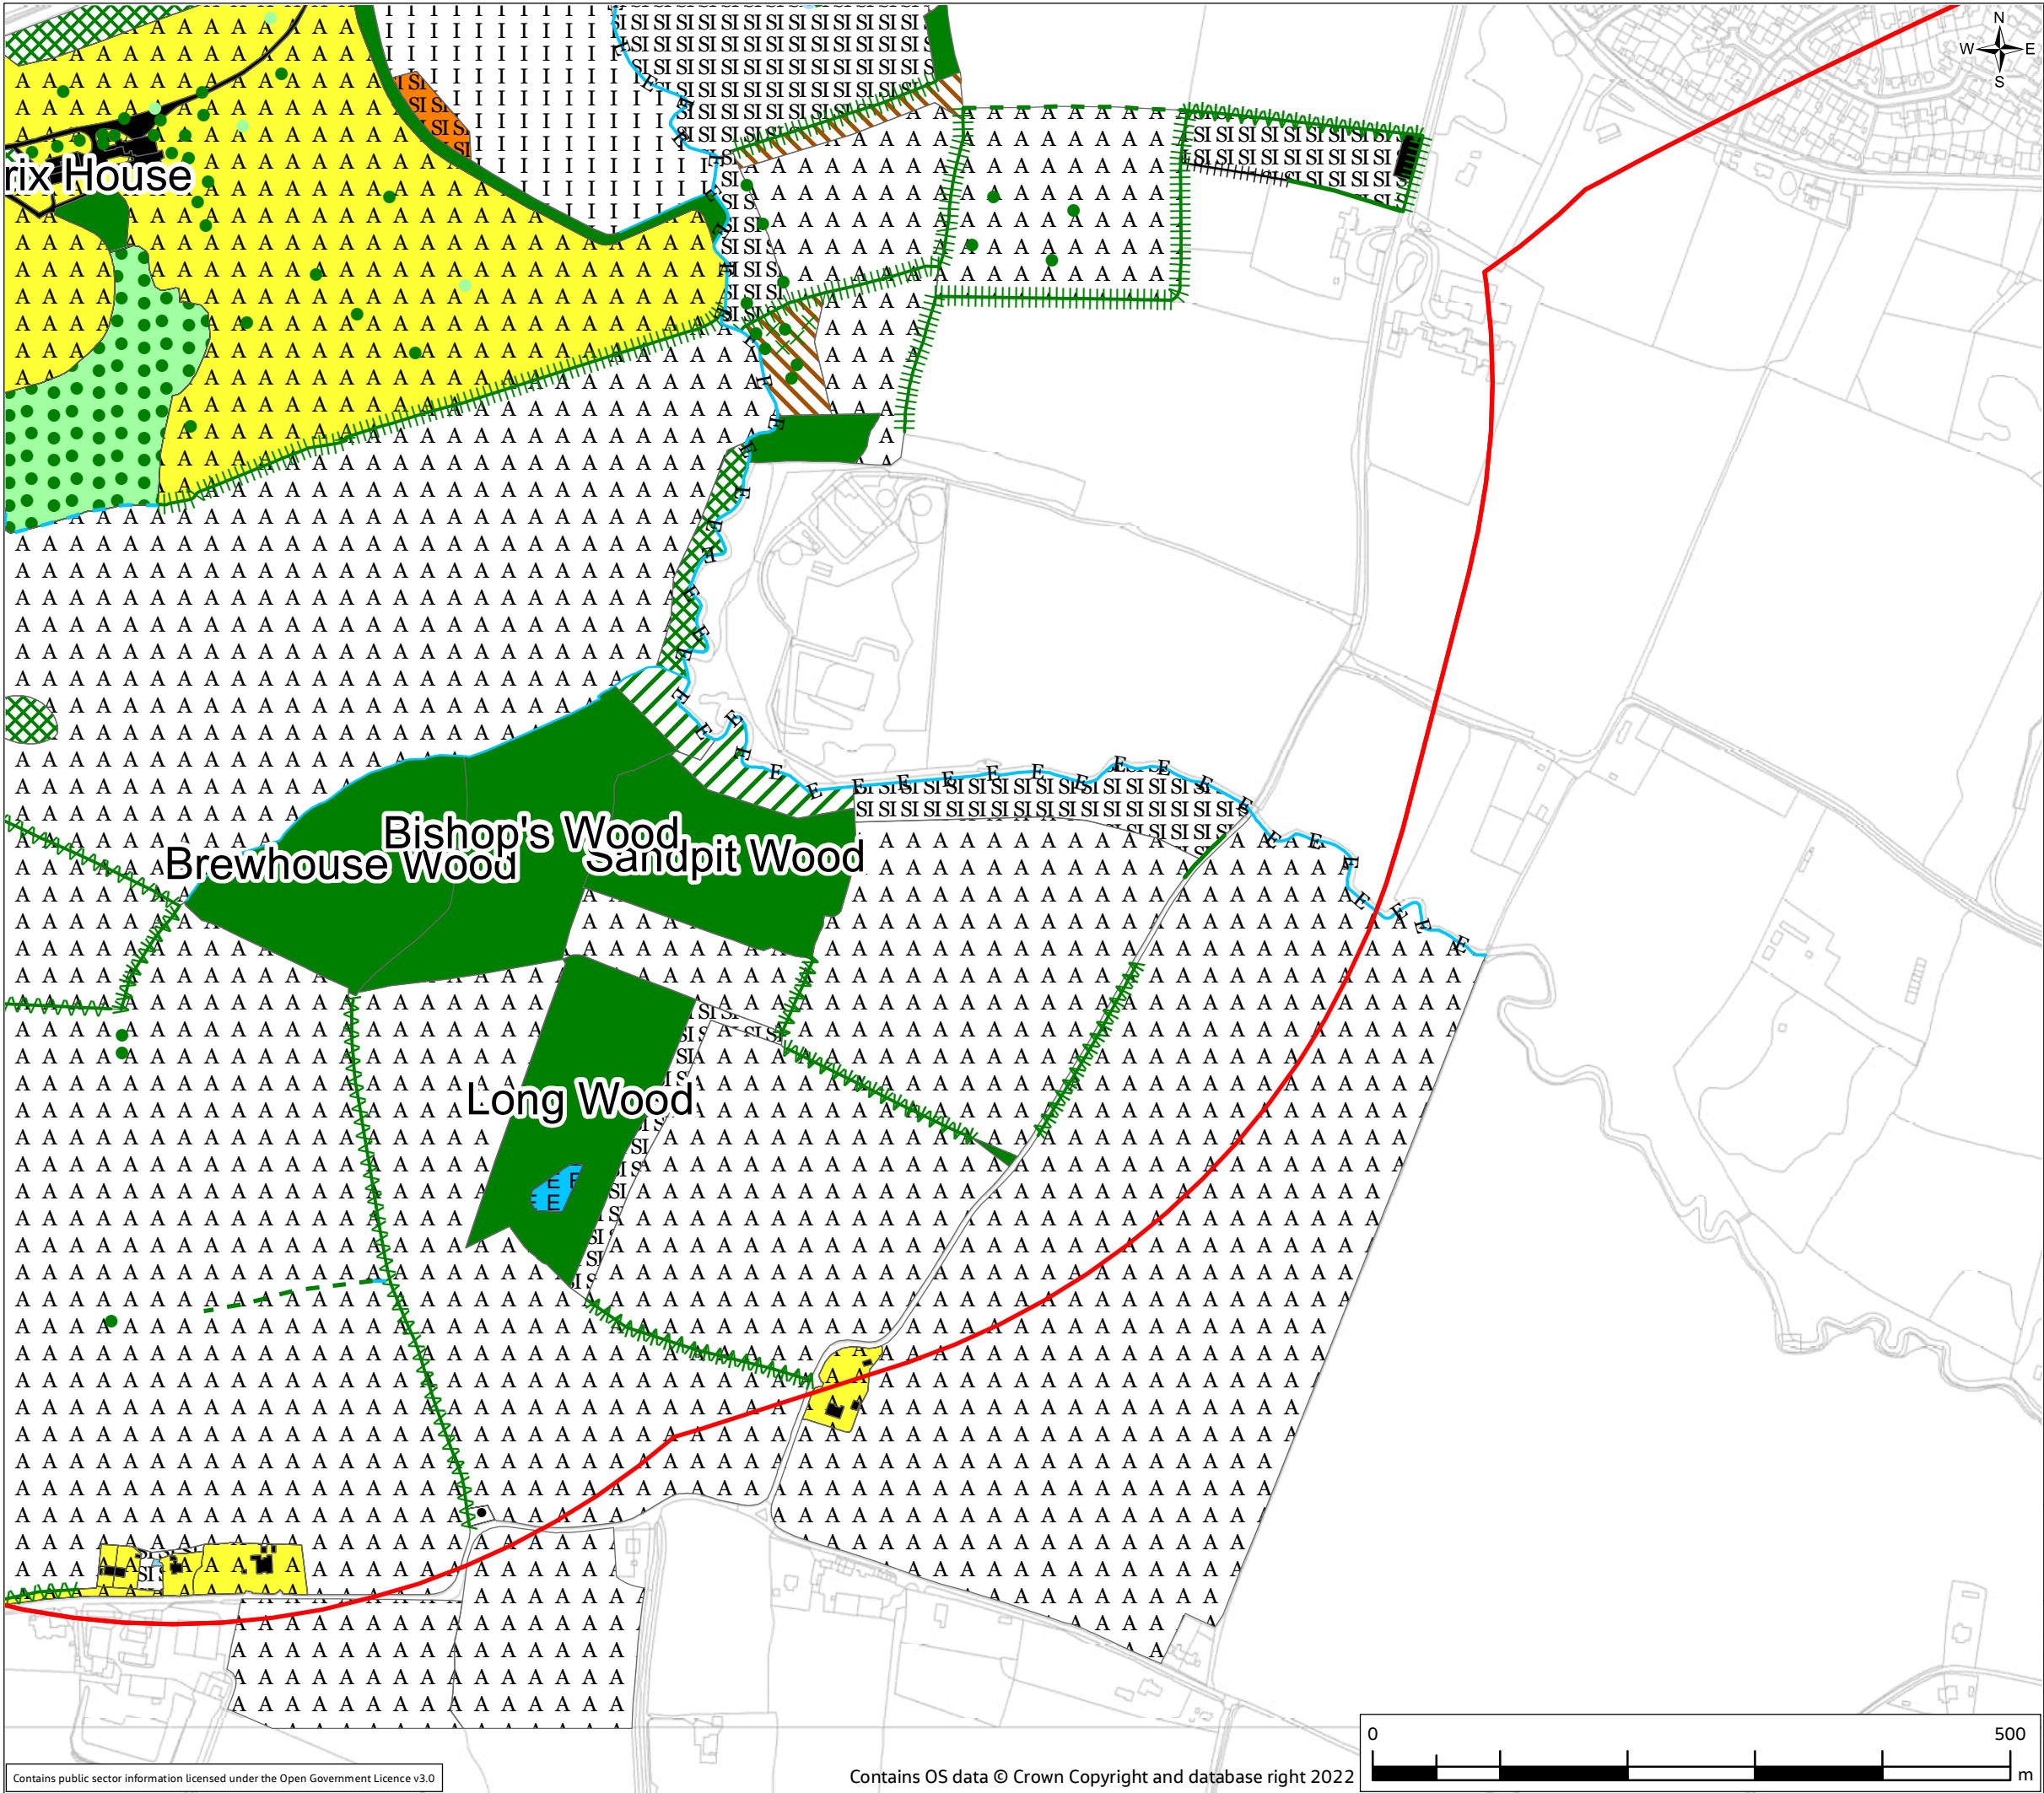 N
W E
S
rix House
Bishop's Wood
Brewhouse Wood
Sandpit Wood
Long Wood
0 500
m
Contains public sector information licensed under the Open Government Licence v3.0
Contains OS data © Crown Copyright and database right 2022